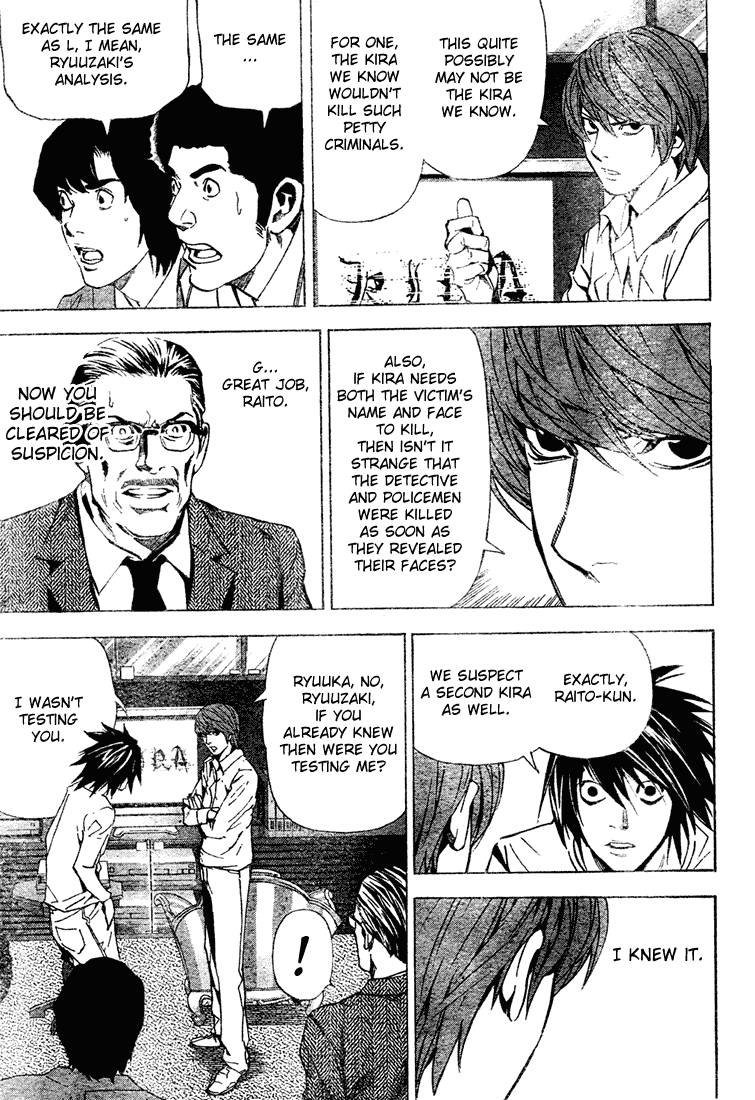 THIS QUITE
POSSIBLY
MAY NOT BE
THE KIRA
WE KNOW.
FOR ONE,
THE KIRA
WE KNOW
WOULDN'T
KILL SUCH
PETTY
CRIMINALS.
KIRA
THE SAME
...
EXACTLY THE SAME
AS L, I MEAN,
RYUUZAKI'S
ANALYSIS.
ALSO,
IF KIRA NEEDS
BOTH THE VICTIM'S
NAME AND FACE
TO KILL,
THEN ISN'T IT
STRANGE THAT
THE DETECTIVE
AND POLICEMEN
WERE KILLED
AS SOON AS
THEY REVEALED
THEIR FACES?
G...
GREAT JOB,
RAITO.
NOW YOU
SHOULD BE
CLEARED OF
SUSPICION.
EXACTLY,
RAITO-KUN.
WE SUSPECT
A SECOND KIRA
AS WELL.
I KNEW IT.
RYUUKA, NO,
RYUUZAKI,
IF YOU
ALREADY KNEW
THEN WERE YOU
TESTING ME?
KIRA
!
I WASN'T
TESTING
YOU.